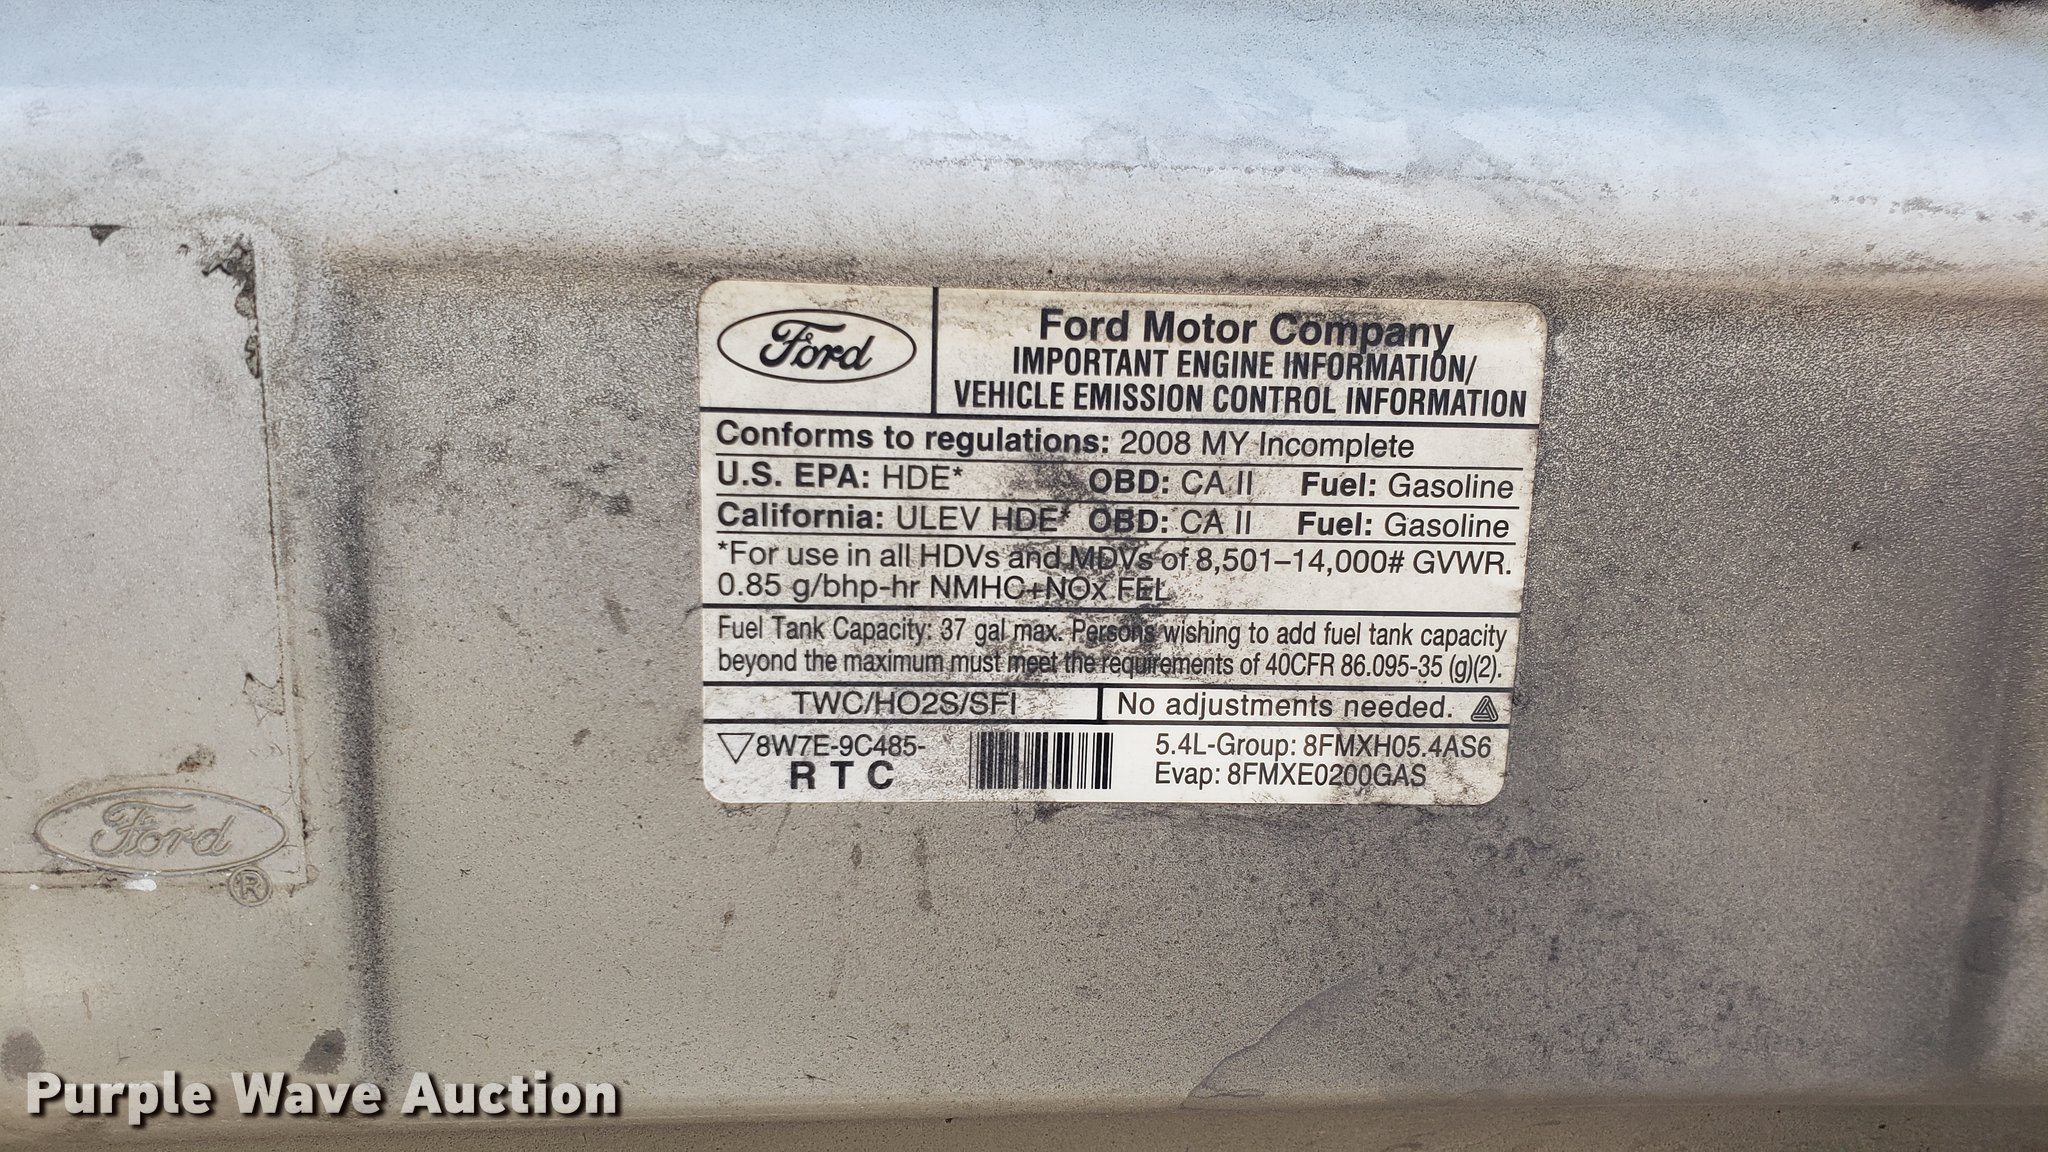 Ford
Ford Motor Company
IMPORTANT ENGINE INFORMATION/
VEHICLE EMISSION CONTROL INFORMATION
Conforms to regulations: 2008 MY Incomplete
U.S. EPA: HDE* OBD: CA II Fuel: Gasoline
California: ULEV HDE* OBD: CA II Fuel: Gasoline
*For use in all HDVs and MDVs of 8,501–14,000# GVWR.
0.85 g/bhp-hr NMHC+NOx FEL
Fuel Tank Capacity: 37 gal max. Persons wishing to add fuel tank capacity
beyond the maximum must meet the requirements of 40CFR 86.095-35 (g)(2).
TWC/HO2S/SFI No adjustments needed.
8W7E-9C485-
RTC
5.4L-Group: 8FMXH05.4AS6
Evap: 8FMXE0200GAS
Ford ®
Purple Wave Auction